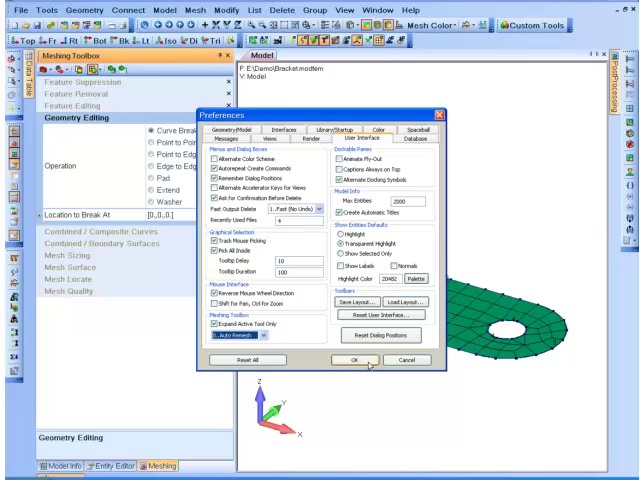 File Tools Geometry Connect Model Mesh Modify List Delete Group View Window Help
Mesh Color Custom Tools
Top Fr Rt Bot Bk Lt Iso Di Tri
Meshing Toolbox
Data Table
Feature Suppression
Feature Removal
Feature Editing
Geometry Editing
Operation
Curve Break
Point to Poin
Point to Edg
Edge to Edg
Pad
Extend
Washer
Location to Break At [0.,0.,0.]
Combined / Composite Curves
Combined / Boundary Surfaces
Mesh Sizing
Mesh Surface
Mesh Locate
Mesh Quality
Geometry Editing
Model Info Entity Editor Meshing
Model
F: E:\Demo\Bracket.modfem
V: Model
PostProcessing
Preferences
Geometry/Model Interfaces Library/Startup Color Spaceball
Messages Views Render User Interface Database
Menus and Dialog Boxes
Alternate Color Scheme
Autorepeat Create Commands
Remember Dialog Positions
Alternate Accelerator Keys for Views
Ask for Confirmation Before Delete
Fast Output Delete 1..Fast (No Undo)
Recently Used Files 4
Graphical Selection
Track Mouse Picking
Pick All Inside
Tooltip Delay 10
Tooltip Duration 100
Mouse Interface
Reverse Mouse Wheel Direction
Shift for Pan, Ctrl for Zoom
Meshing Toolbox
Expand Active Tool Only
0..Auto Remesh
Dockable Panes
Animate Fly-Out
Captions Always on Top
Alternate Docking Symbols
Model Info
Max Entities 2000
Create Automatic Titles
Show Entities Defaults
Highlight
Transparent Highlight
Show Selected Only
Show Labels Normals
Highlight Color 20482 Palette
Toolbars
Save Layout... Load Layout...
Reset User Interface...
Reset Dialog Positions
Reset All OK Cancel
Z
Y
X